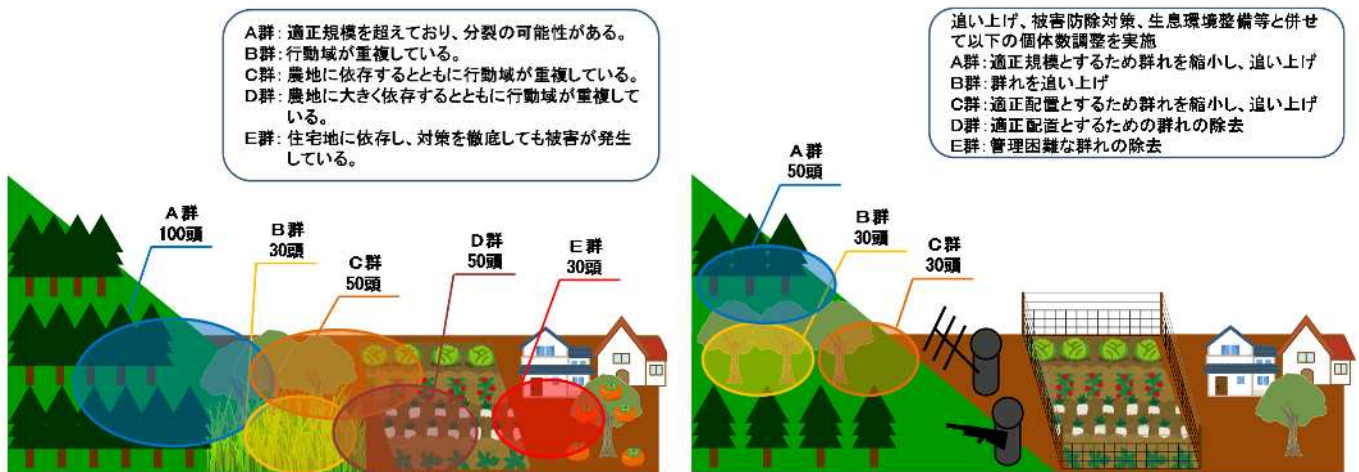 A群：適正規模を超えており、分裂の可能性がある。
B群：行動域が重複している。
C群：農地に依存するとともに行動域が重複している。
D群：農地に大きく依存するとともに行動域が重複して
いる。
E群：住宅地に依存し、対策を徹底しても被害が発生
している。
A群
100頭
B群
30頭
C群
50頭
D群
50頭
E群
30頭
追い上げ、被害防除対策、生息環境整備等と併せ
て以下の個体数調整を実施
A群：適正規模とするため群れを縮小し、追い上げ
B群：群れを追い上げ
C群：適正配置とするため群れを縮小し、追い上げ
D群：適正配置とするための群れの除去
E群：管理困難な群れの除去
A群
50頭
B群
30頭
C群
30頭